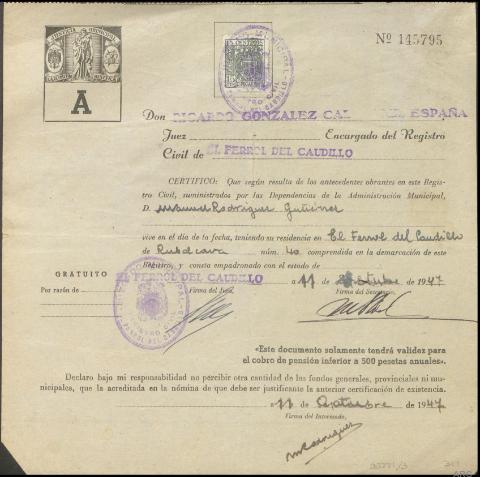 JUSTICIA MUNICIPAL
A
Nº 145795
Don RICARDO GONZALEZ CAL ESPAÑA
Juez - Encargado del Registro
Civil de EL FERROL DEL CAUDILLO
CERTIFICO: Que según resulta de los antecedentes obrantes en este Regis-
tro Civil, suministrados por las Dependencias de la Administración Municipal,
D. Manuel Rodríguez Gutiérrez
vive en el día de la fecha, teniendo su residencia en El Ferrol del Caudillo
de Rubalcava núm. 40 comprendida en la demarcación de este
Registro, y consta empadronado con el estado de
GRATUITO
EL FERROL DEL CAUDILLO a 11 de Octubre de 1947
Por razón de
Firma del Juez,
Firma del Secretario,
«Este documento solamente tendrá validez para
el cobro de pensión inferior a 500 pesetas anuales».
Declaro bajo mi responsabilidad no percibir otra cantidad de los fondos generales, provinciales ni mu-
nicipales, que la acreditada en la nómina de que debe ser justificante la anterior certificación de existencia.
a 11 de Octubre de 1947
Firma del Interesado,
M Rodriguez